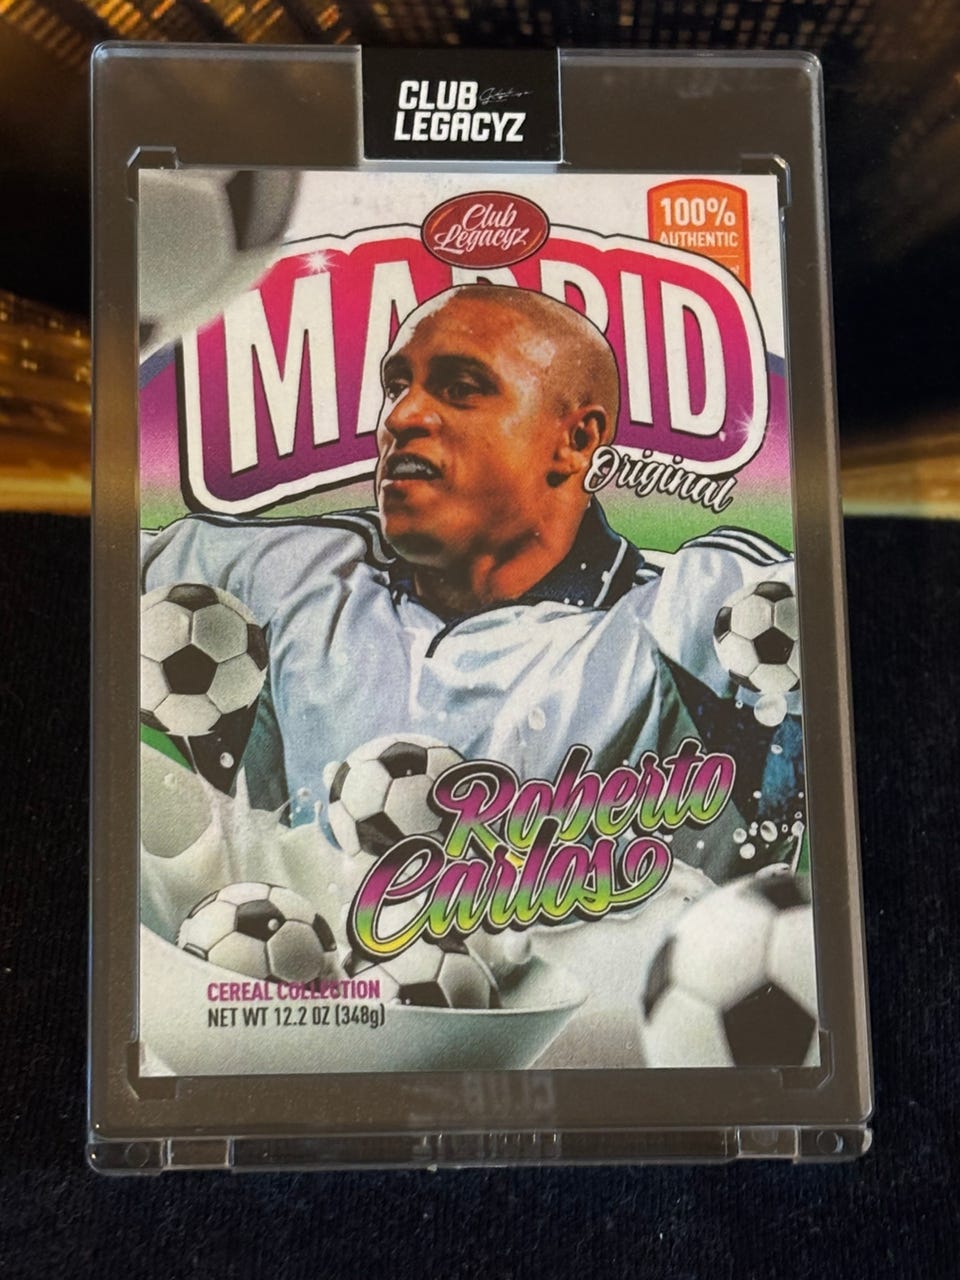 CLUB
LEGACYZ
Club
Legacyz
100%
AUTHENTIC
MADRID
Original
Roberto
Carlos
CEREAL COLLECTION
NET WT 12.2 OZ (348g)